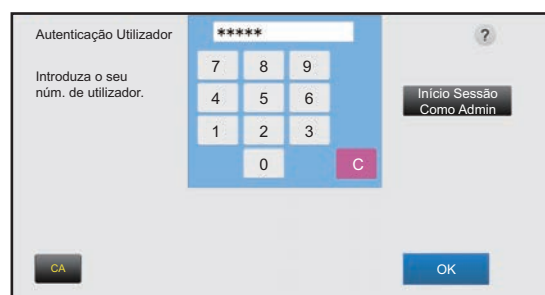 Autenticação Utilizador
*****
?
Introduza o seu
núm. de utilizador.
7 8 9
4 5 6
1 2 3
0 C
Início Sessão
Como Admin
CA
OK